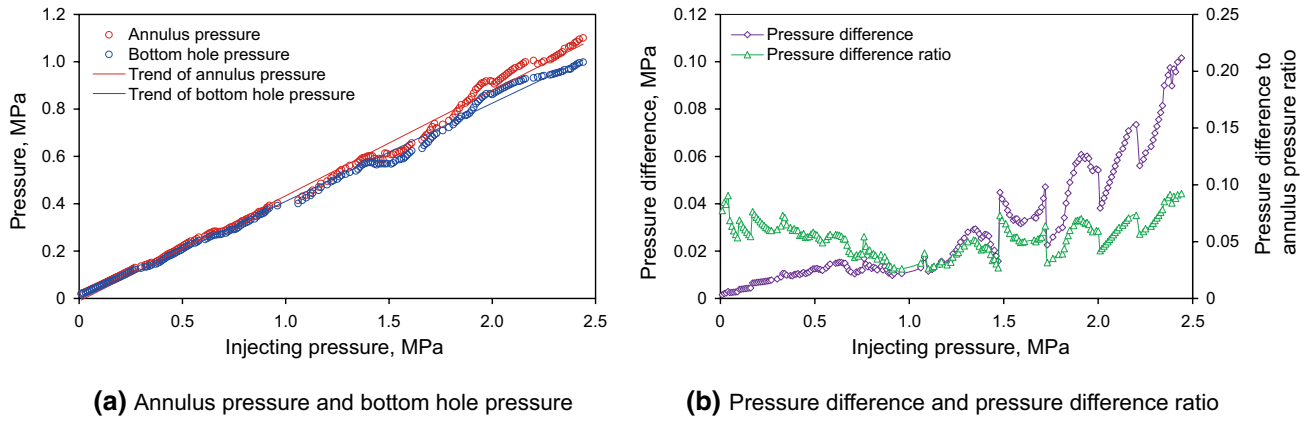 1.2
1.0
0.8
0.6
0.4
0.2
0
Pressure, MPa
Annulus pressure
Bottom hole pressure
Trend of annulus pressure
Trend of bottom hole pressure
0
0.5
1.0
1.5
2.0
2.5
Injecting pressure, MPa
(a) Annulus pressure and bottom hole pressure
0.12
0.10
0.08
0.06
0.04
0.02
0
Pressure difference, MPa
Pressure difference
Pressure difference ratio
0.25
0.20
0.15
0.10
0.05
0
Pressure difference to
annulus pressure ratio
0
0.5
1.0
1.5
2.0
2.5
Injecting pressure, MPa
(b) Pressure difference and pressure difference ratio